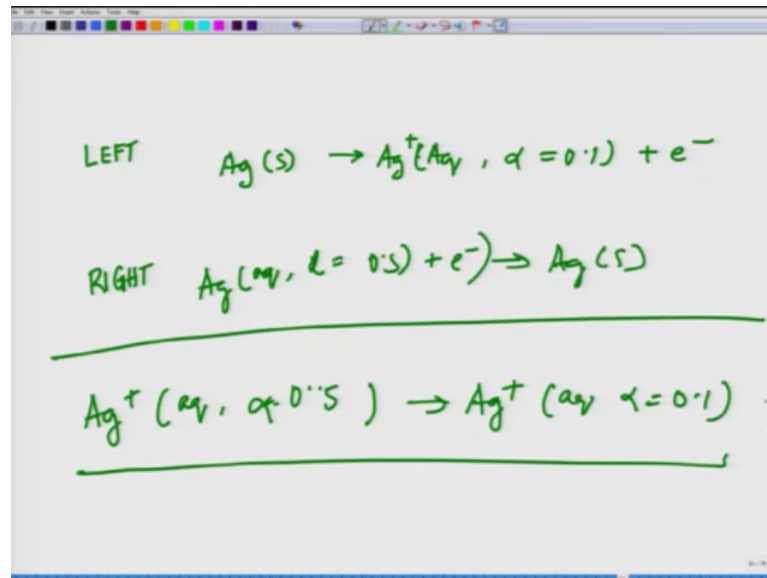 LEFT Ag (s) → Ag⁺(Aq, α = 0.1) + e⁻
RIGHT Ag (aq, α = 0.5) + e⁻) → Ag (s)
Ag⁺ (aq, α = 0.5) → Ag⁺ (aq α = 0.1)